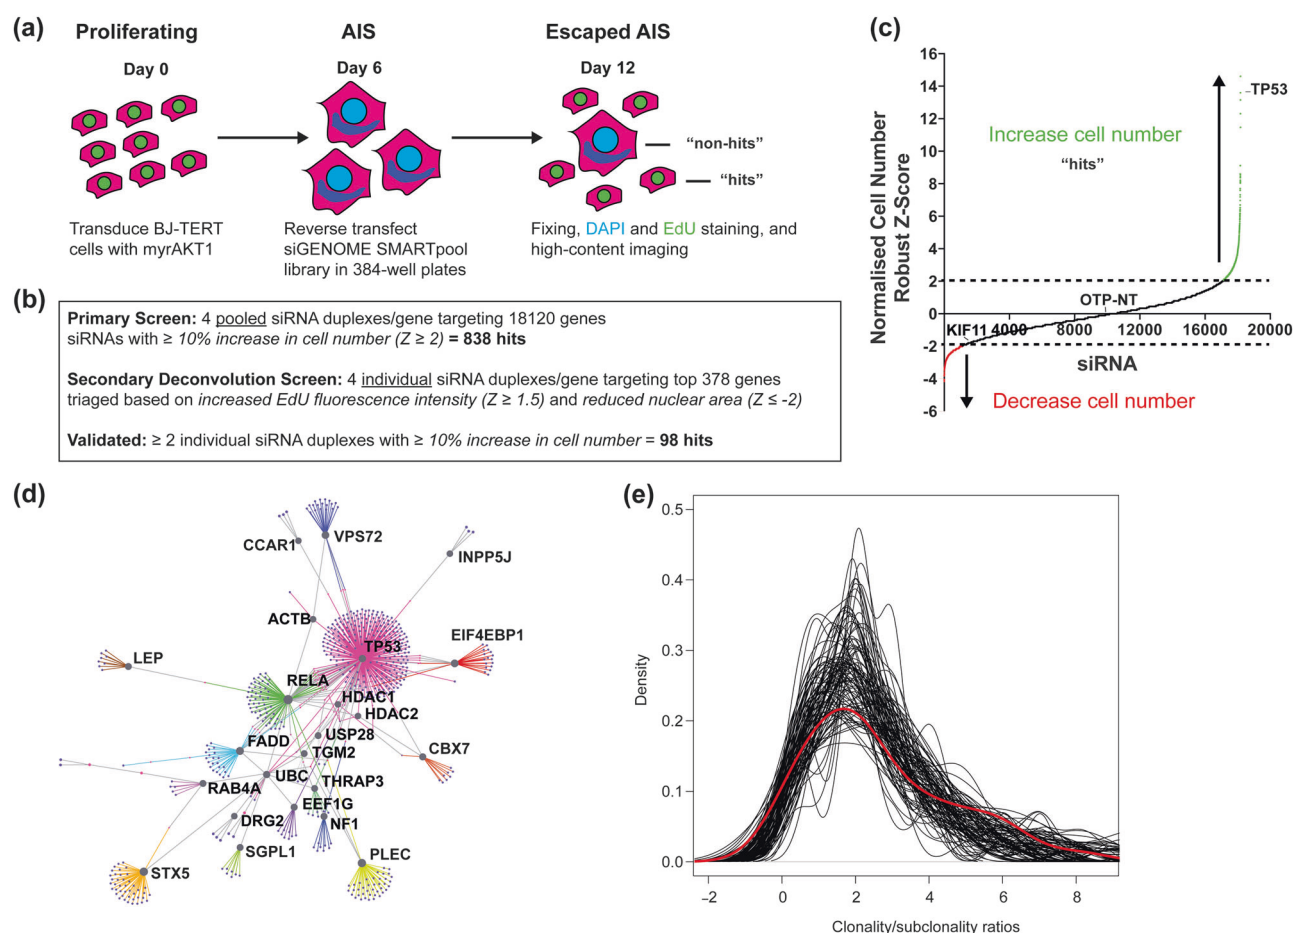 (a)
Proliferating
AIS
Escaped AIS
Day 0
Day 6
Day 12
"non-hits"
"hits"
Transduce BJ-TERT
cells with myrAKT1
Reverse transfect
siGENOME SMARTpool
library in 384-well plates
Fixing, DAPI and EdU staining, and
high-content imaging
(b)
Primary Screen: 4 pooled siRNA duplexes/gene targeting 18120 genes
siRNAs with ≥ 10% increase in cell number (Z ≥ 2) = 838 hits
Secondary Deconvolution Screen: 4 individual siRNA duplexes/gene targeting top 378 genes
triaged based on increased EdU fluorescence intensity (Z ≥ 1.5) and reduced nuclear area (Z ≤ -2)
Validated: ≥ 2 individual siRNA duplexes with ≥ 10% increase in cell number = 98 hits
(c)
Normalised Cell Number
Robust Z-Score
16
14
12
10
8
6
4
2
0
-2
-4
-6
TP53
Increase cell number
"hits"
OTP-NT
KIF11
4000
8000
12000
16000
20000
siRNA
Decrease cell number
(d)
CCAR1
VPS72
INPP5J
ACTB
TP53
EIF4EBP1
LEP
RELA
HDAC1
HDAC2
USP28
FADD
TGM2
CBX7
UBC
RAB4A
THRAP3
EEF1G
DRG2
NF1
SGPL1
PLEC
STX5
(e)
Density
0.5
0.4
0.3
0.2
0.1
0.0
−2
0
2
4
6
8
Clonality/subclonality ratios